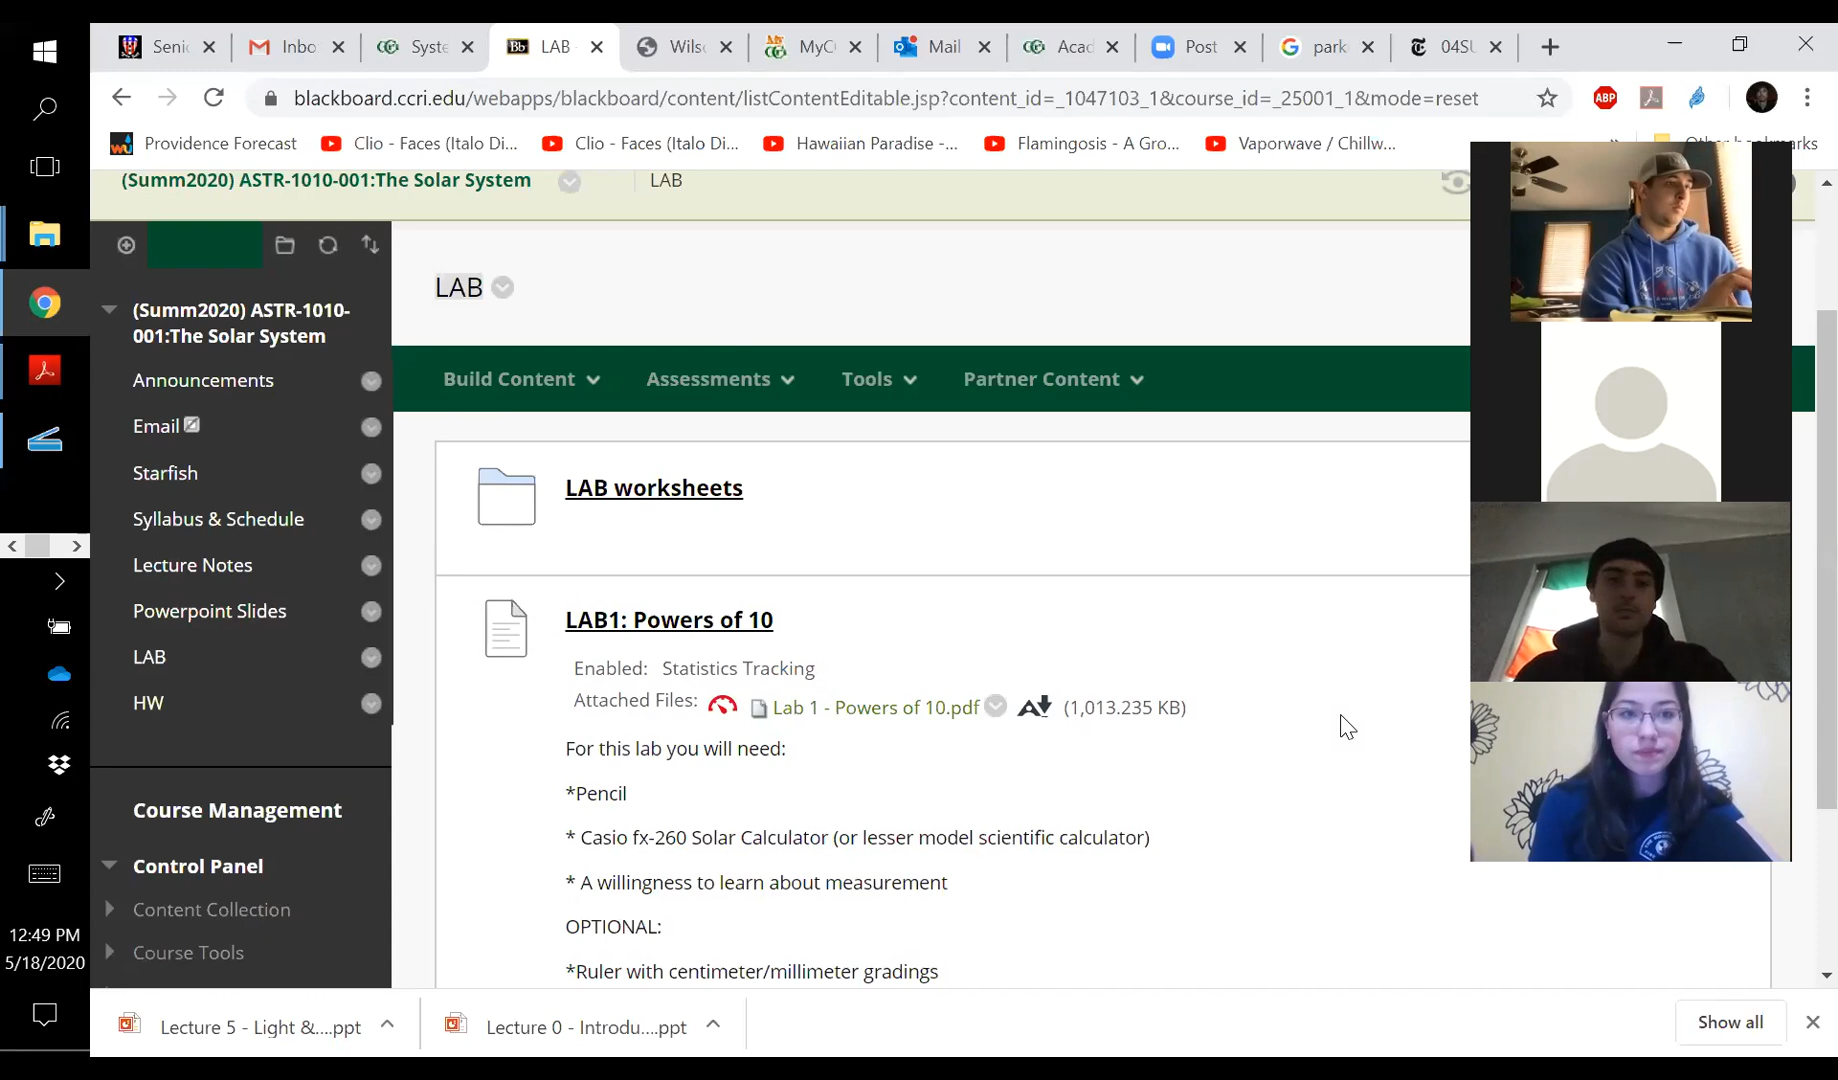 Senic
Inbo
Syste
LAB
Wilso
MyC
Mail
Acad
Post
park
04SU
blackboard.ccri.edu/webapps/blackboard/content/listContentEditable.jsp?content_id=_1047103_1&course_id=_25001_1&mode=reset
ABP
Providence Forecast
Clio - Faces (Italo Di...
Clio - Faces (Italo Di...
Hawaiian Paradise -...
Flamingosis - A Gro...
Vaporwave / Chillw...
»
Other bookmarks
(Summ2020) ASTR-1010-001:The Solar System
LAB
(Summ2020) ASTR-1010-
001:The Solar System
Announcements
Email
Starfish
Syllabus & Schedule
Lecture Notes
Powerpoint Slides
LAB
HW
Course Management
Control Panel
Content Collection
Course Tools
LAB
Build Content
Assessments
Tools
Partner Content
LAB worksheets
LAB1: Powers of 10
Enabled: Statistics Tracking
Attached Files: Lab 1 - Powers of 10.pdf (1,013.235 KB)
For this lab you will need:
*Pencil
* Casio fx-260 Solar Calculator (or lesser model scientific calculator)
* A willingness to learn about measurement
OPTIONAL:
*Ruler with centimeter/millimeter gradings
12:49 PM
5/18/2020
Lecture 5 - Light &....ppt
Lecture 0 - Introdu....ppt
Show all